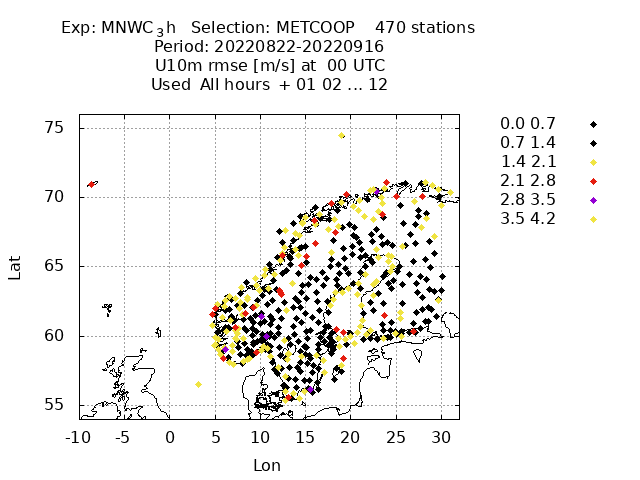 Exp: MNWC3h Selection: METCOOP 470 stations
Period: 20220822-20220916
U10m rmse [m/s] at 00 UTC
Used All hours + 01 02 ... 12
75
70
65
60
55
Lat
-10 -5 0 5 10 15 20 25 30
Lon
0.0 0.7
0.7 1.4
1.4 2.1
2.1 2.8
2.8 3.5
3.5 4.2